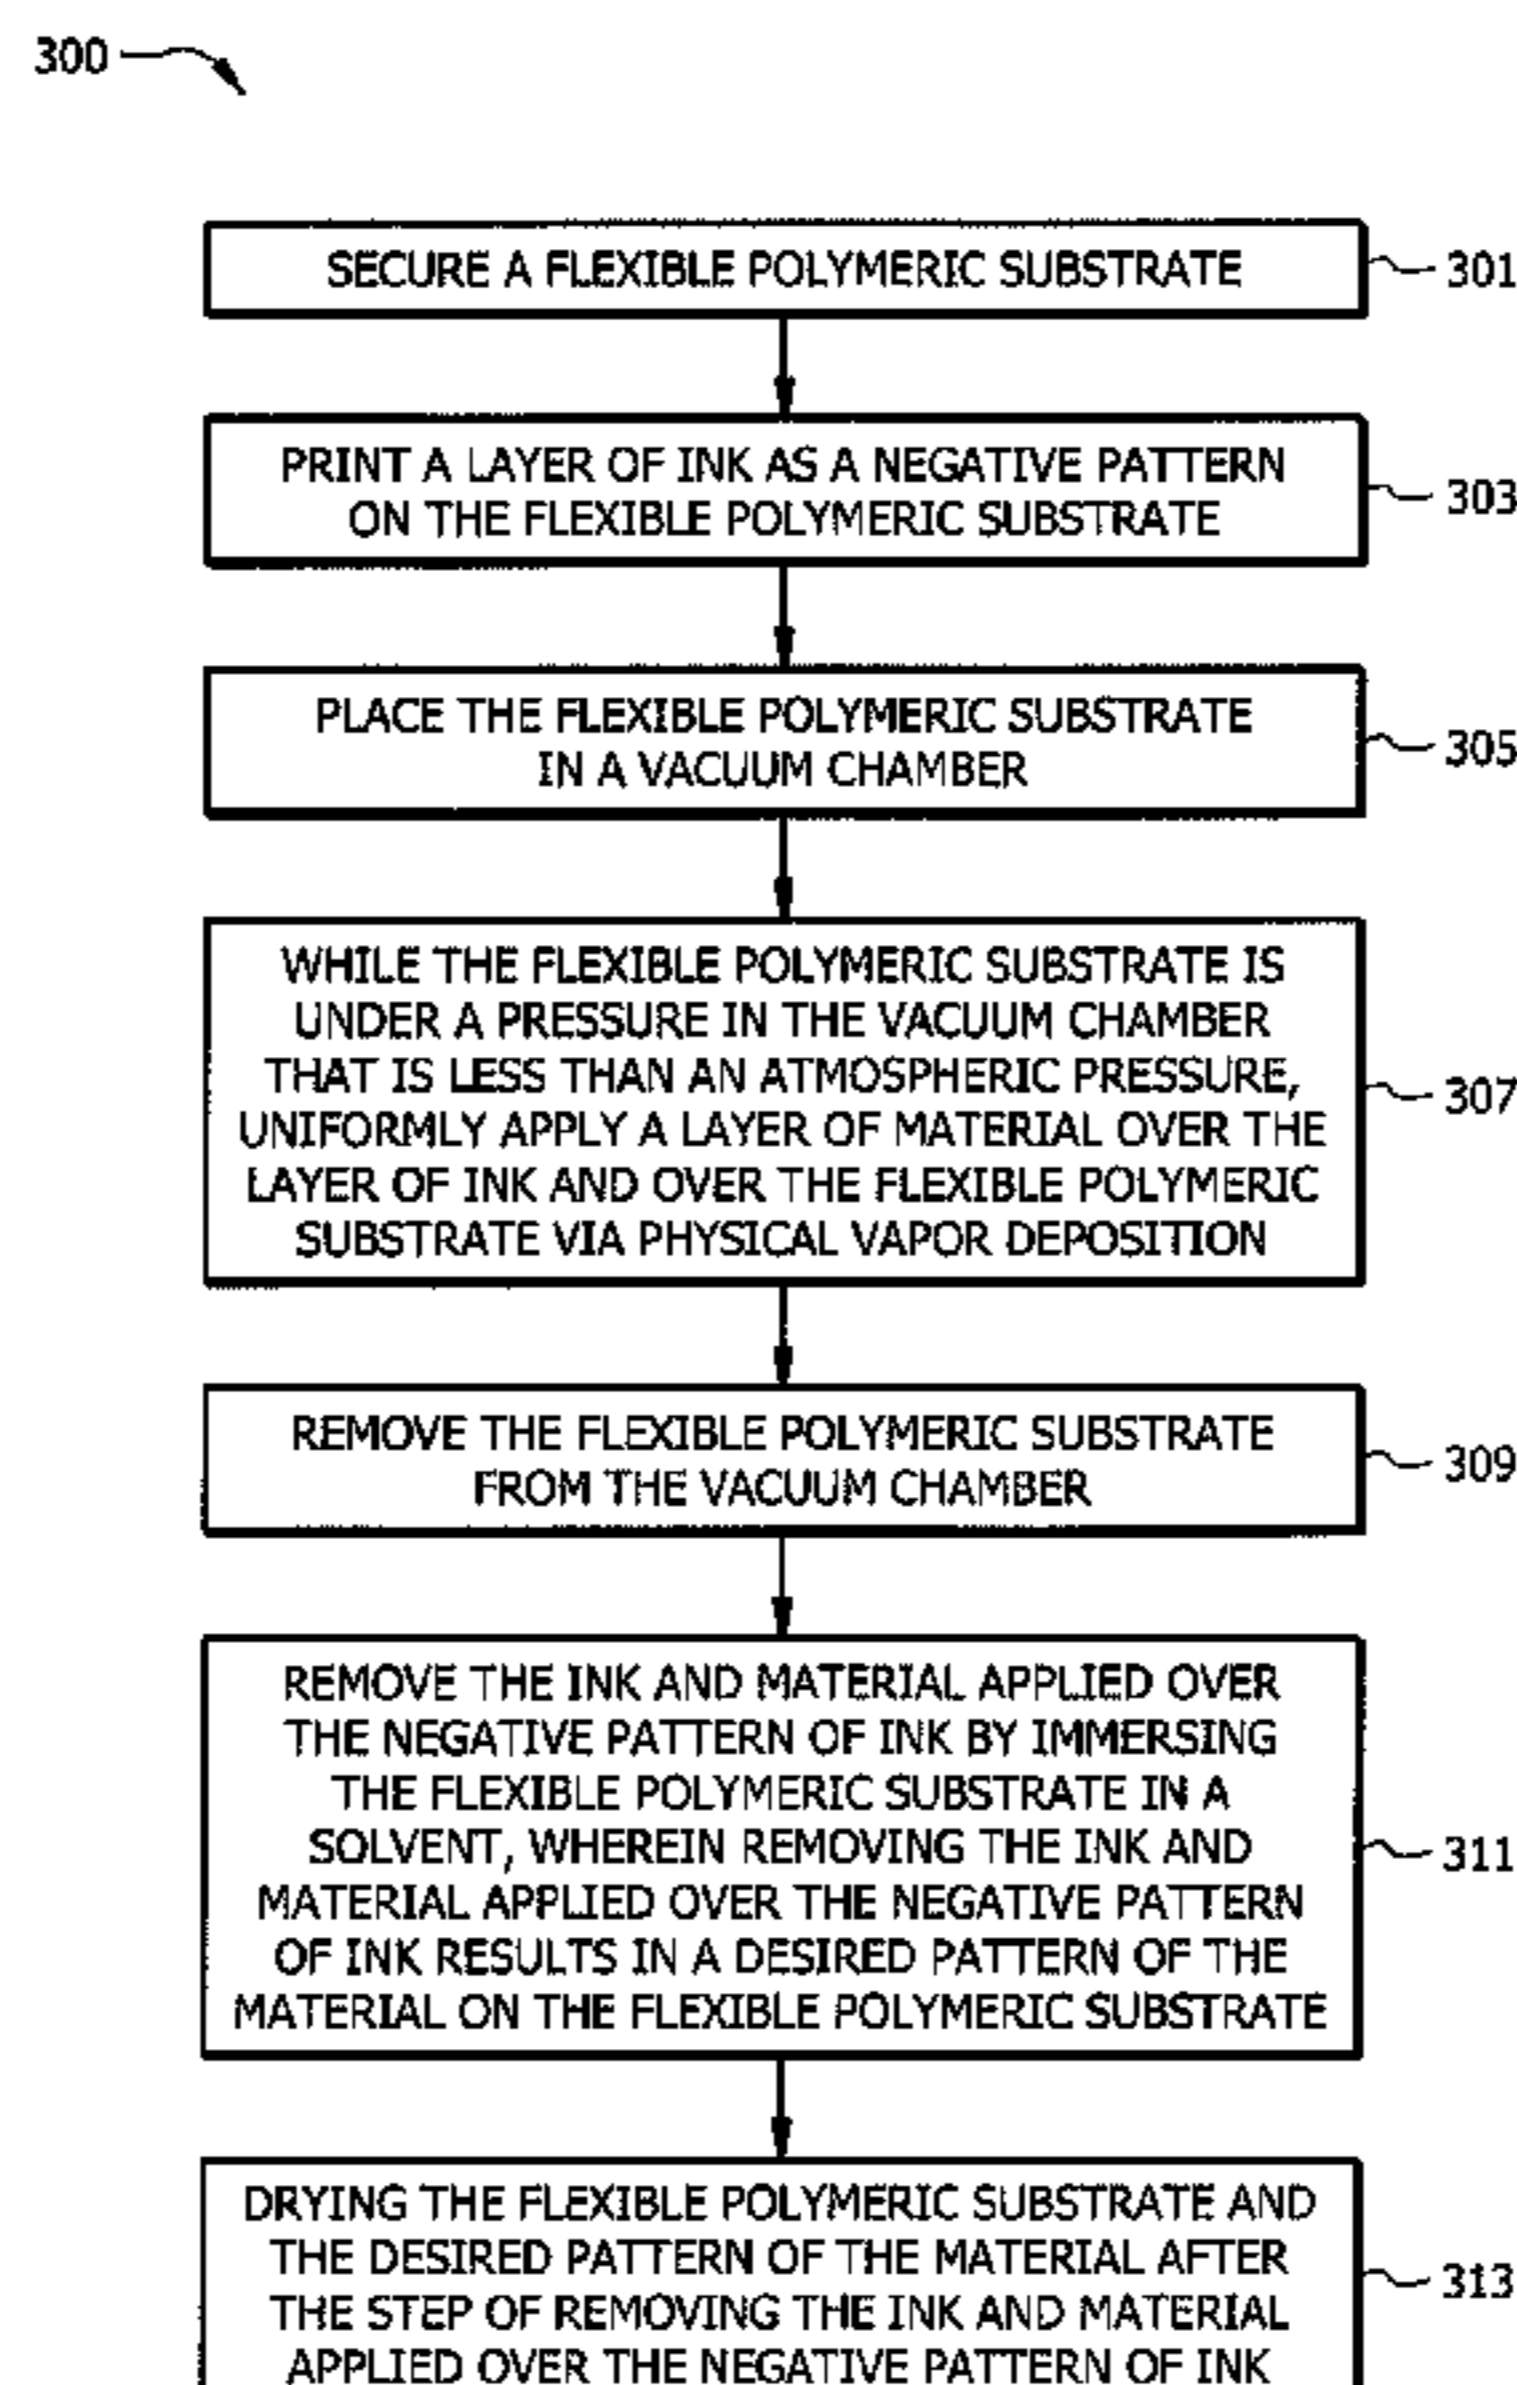 300
SECURE A FLEXIBLE POLYMERIC SUBSTRATE
301
PRINT A LAYER OF INK AS A NEGATIVE PATTERN
ON THE FLEXIBLE POLYMERIC SUBSTRATE
303
PLACE THE FLEXIBLE POLYMERIC SUBSTRATE
IN A VACUUM CHAMBER
305
WHILE THE FLEXIBLE POLYMERIC SUBSTRATE IS
UNDER A PRESSURE IN THE VACUUM CHAMBER
THAT IS LESS THAN AN ATMOSPHERIC PRESSURE,
UNIFORMLY APPLY A LAYER OF MATERIAL OVER THE
LAYER OF INK AND OVER THE FLEXIBLE POLYMERIC
SUBSTRATE VIA PHYSICAL VAPOR DEPOSITION
307
REMOVE THE FLEXIBLE POLYMERIC SUBSTRATE
FROM THE VACUUM CHAMBER
309
REMOVE THE INK AND MATERIAL APPLIED OVER
THE NEGATIVE PATTERN OF INK BY IMMERSING
THE FLEXIBLE POLYMERIC SUBSTRATE IN A
SOLVENT, WHEREIN REMOVING THE INK AND
MATERIAL APPLIED OVER THE NEGATIVE PATTERN
OF INK RESULTS IN A DESIRED PATTERN OF THE
MATERIAL ON THE FLEXIBLE POLYMERIC SUBSTRATE
311
DRYING THE FLEXIBLE POLYMERIC SUBSTRATE AND
THE DESIRED PATTERN OF THE MATERIAL AFTER
THE STEP OF REMOVING THE INK AND MATERIAL
APPLIED OVER THE NEGATIVE PATTERN OF INK
313